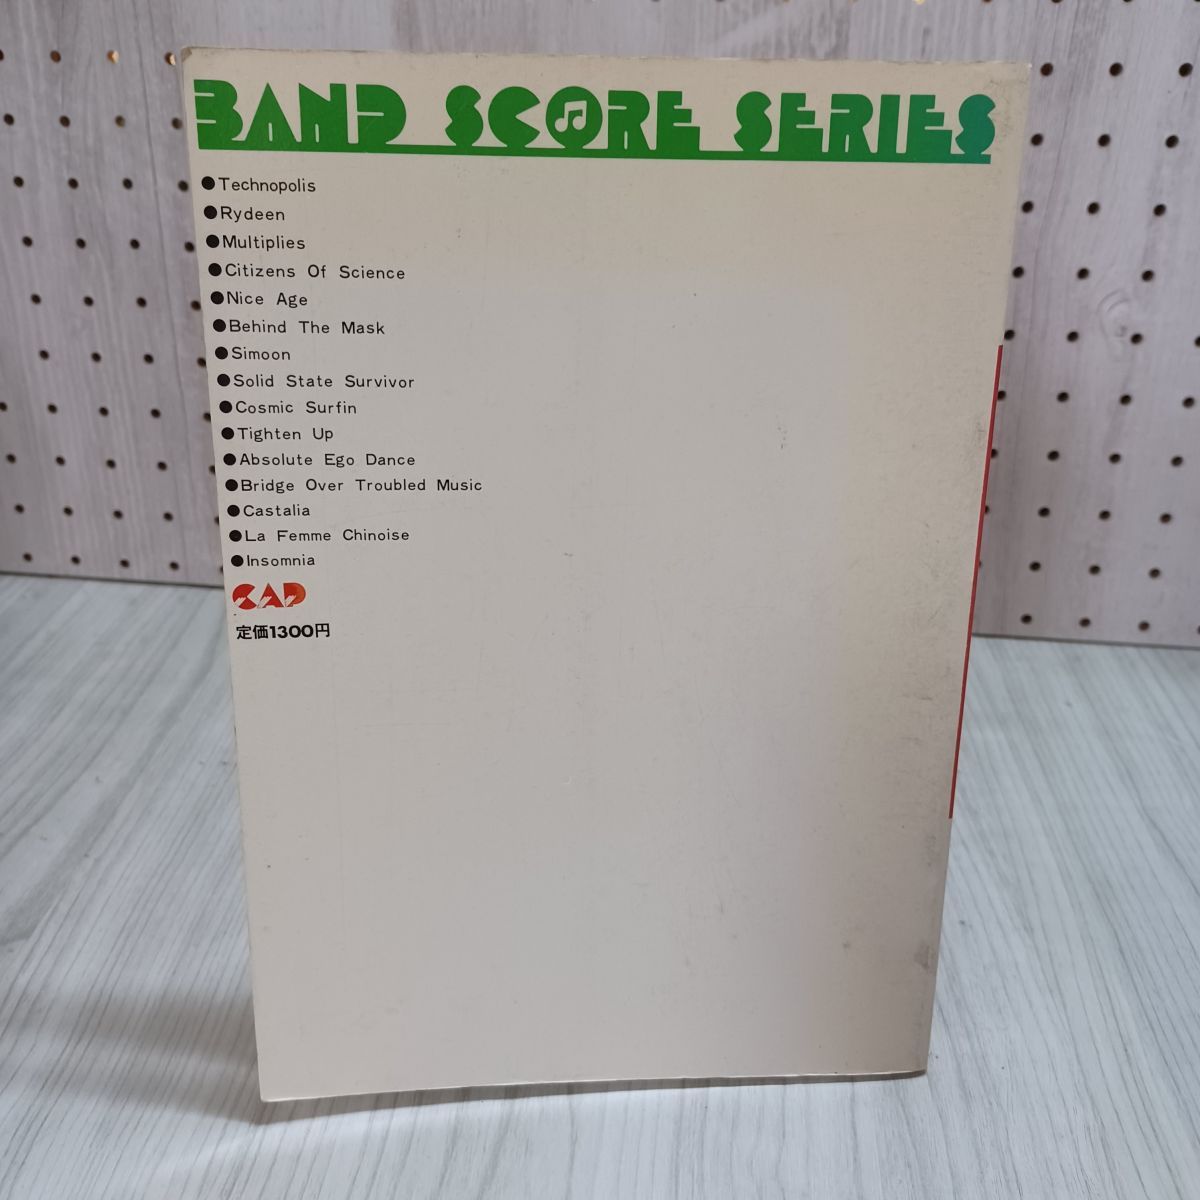 BAND SCORE SERIES
●Technopolis
●Rydeen
●Multiplies
●Citizens Of Science
●Nice Age
●Behind The Mask
●Simoon
●Solid State Survivor
●Cosmic Surfin
●Tighten Up
●Absolute Ego Dance
●Bridge Over Troubled Music
●Castalia
●La Femme Chinoise
●Insomnia
CAD
定価1300円